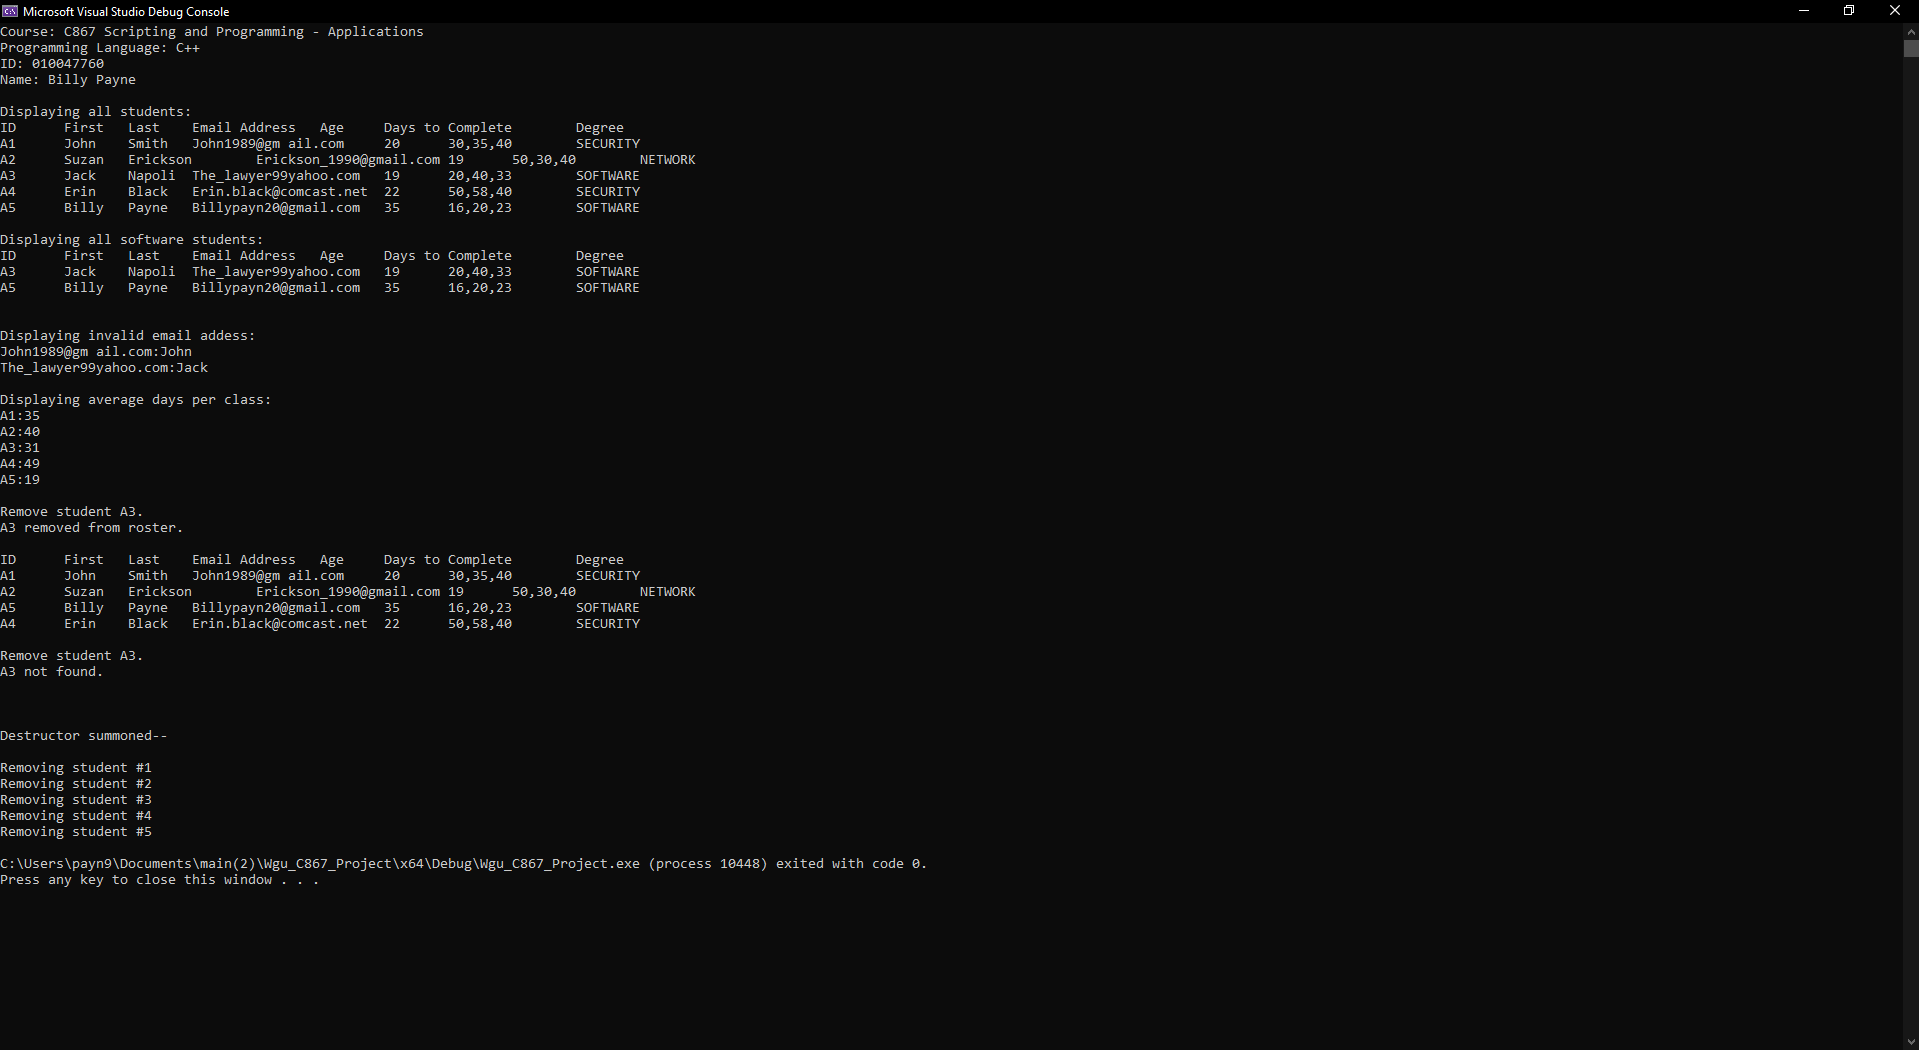 Microsoft Visual Studio Debug Console
Course: C867 Scripting and Programming - Applications
Programming Language: C++
ID: 010047760
Name: Billy Payne
Displaying all students:
ID First Last Email Address Age Days to Complete Degree
A1 John Smith John1989@gm ail.com 20 30,35,40 SECURITY
A2 Suzan Erickson Erickson_1990@gmail.com 19 50,30,40 NETWORK
A3 Jack Napoli The_lawyer99yahoo.com 19 20,40,33 SOFTWARE
A4 Erin Black Erin.black@comcast.net 22 50,58,40 SECURITY
A5 Billy Payne Billypayn20@gmail.com 35 16,20,23 SOFTWARE
Displaying all software students:
ID First Last Email Address Age Days to Complete Degree
A3 Jack Napoli The_lawyer99yahoo.com 19 20,40,33 SOFTWARE
A5 Billy Payne Billypayn20@gmail.com 35 16,20,23 SOFTWARE
Displaying invalid email addess:
John1989@gm ail.com:John
The_lawyer99yahoo.com:Jack
Displaying average days per class:
A1:35
A2:40
A3:31
A4:49
A5:19
Remove student A3.
A3 removed from roster.
ID First Last Email Address Age Days to Complete Degree
A1 John Smith John1989@gm ail.com 20 30,35,40 SECURITY
A2 Suzan Erickson Erickson_1990@gmail.com 19 50,30,40 NETWORK
A5 Billy Payne Billypayn20@gmail.com 35 16,20,23 SOFTWARE
A4 Erin Black Erin.black@comcast.net 22 50,58,40 SECURITY
Remove student A3.
A3 not found.
Destructor summoned--
Removing student #1
Removing student #2
Removing student #3
Removing student #4
Removing student #5
C:\Users\payn9\Documents\main(2)\Wgu_C867_Project\x64\Debug\Wgu_C867_Project.exe (process 10448) exited with code 0.
Press any key to close this window . . .